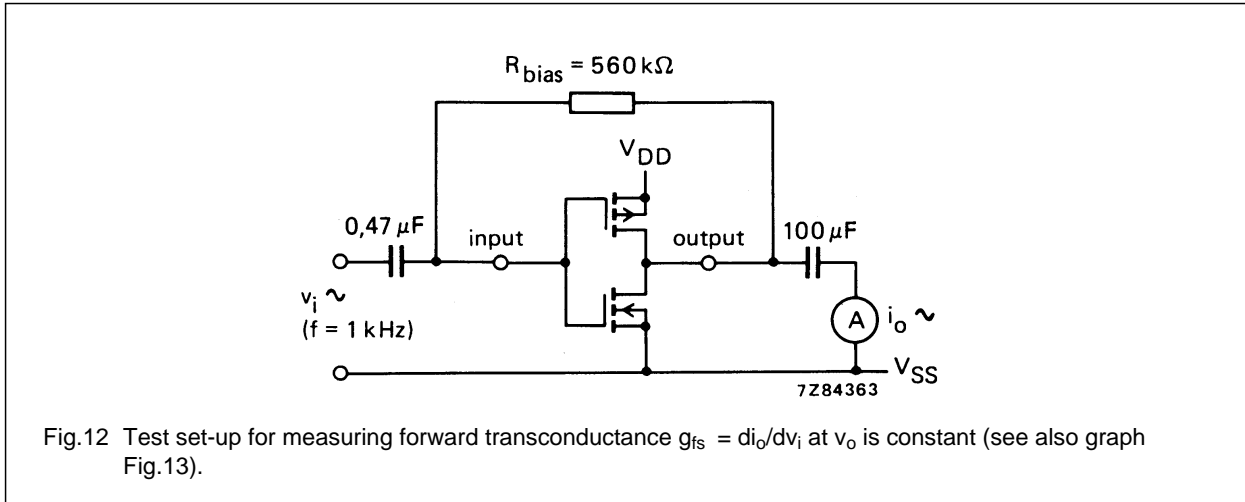 R_bias = 560 kΩ
V_DD
0,47 μF
input
output
100 μF
v_i ~
(f = 1 kHz)
A
i_o ~
V_SS
7Z84363
Fig.12 Test set-up for measuring forward transconductance g_fs = di_o/dv_i at v_o is constant (see also graph
Fig.13).